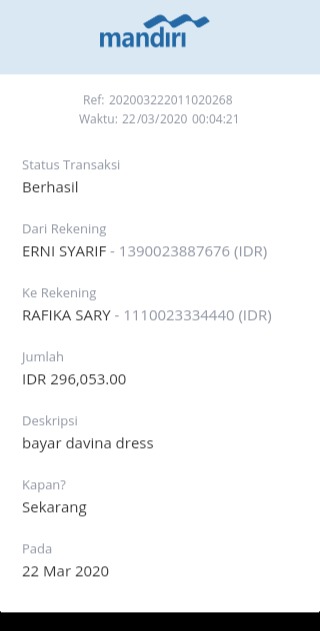 mandiri
Ref: 202003222011020268
Waktu: 22/03/2020 00:04:21
Status Transaksi
Berhasil
Dari Rekening
ERNI SYARIF - 1390023887676 (IDR)
Ke Rekening
RAFIKA SARY - 1110023334440 (IDR)
Jumlah
IDR 296,053.00
Deskripsi
bayar davina dress
Kapan?
Sekarang
Pada
22 Mar 2020